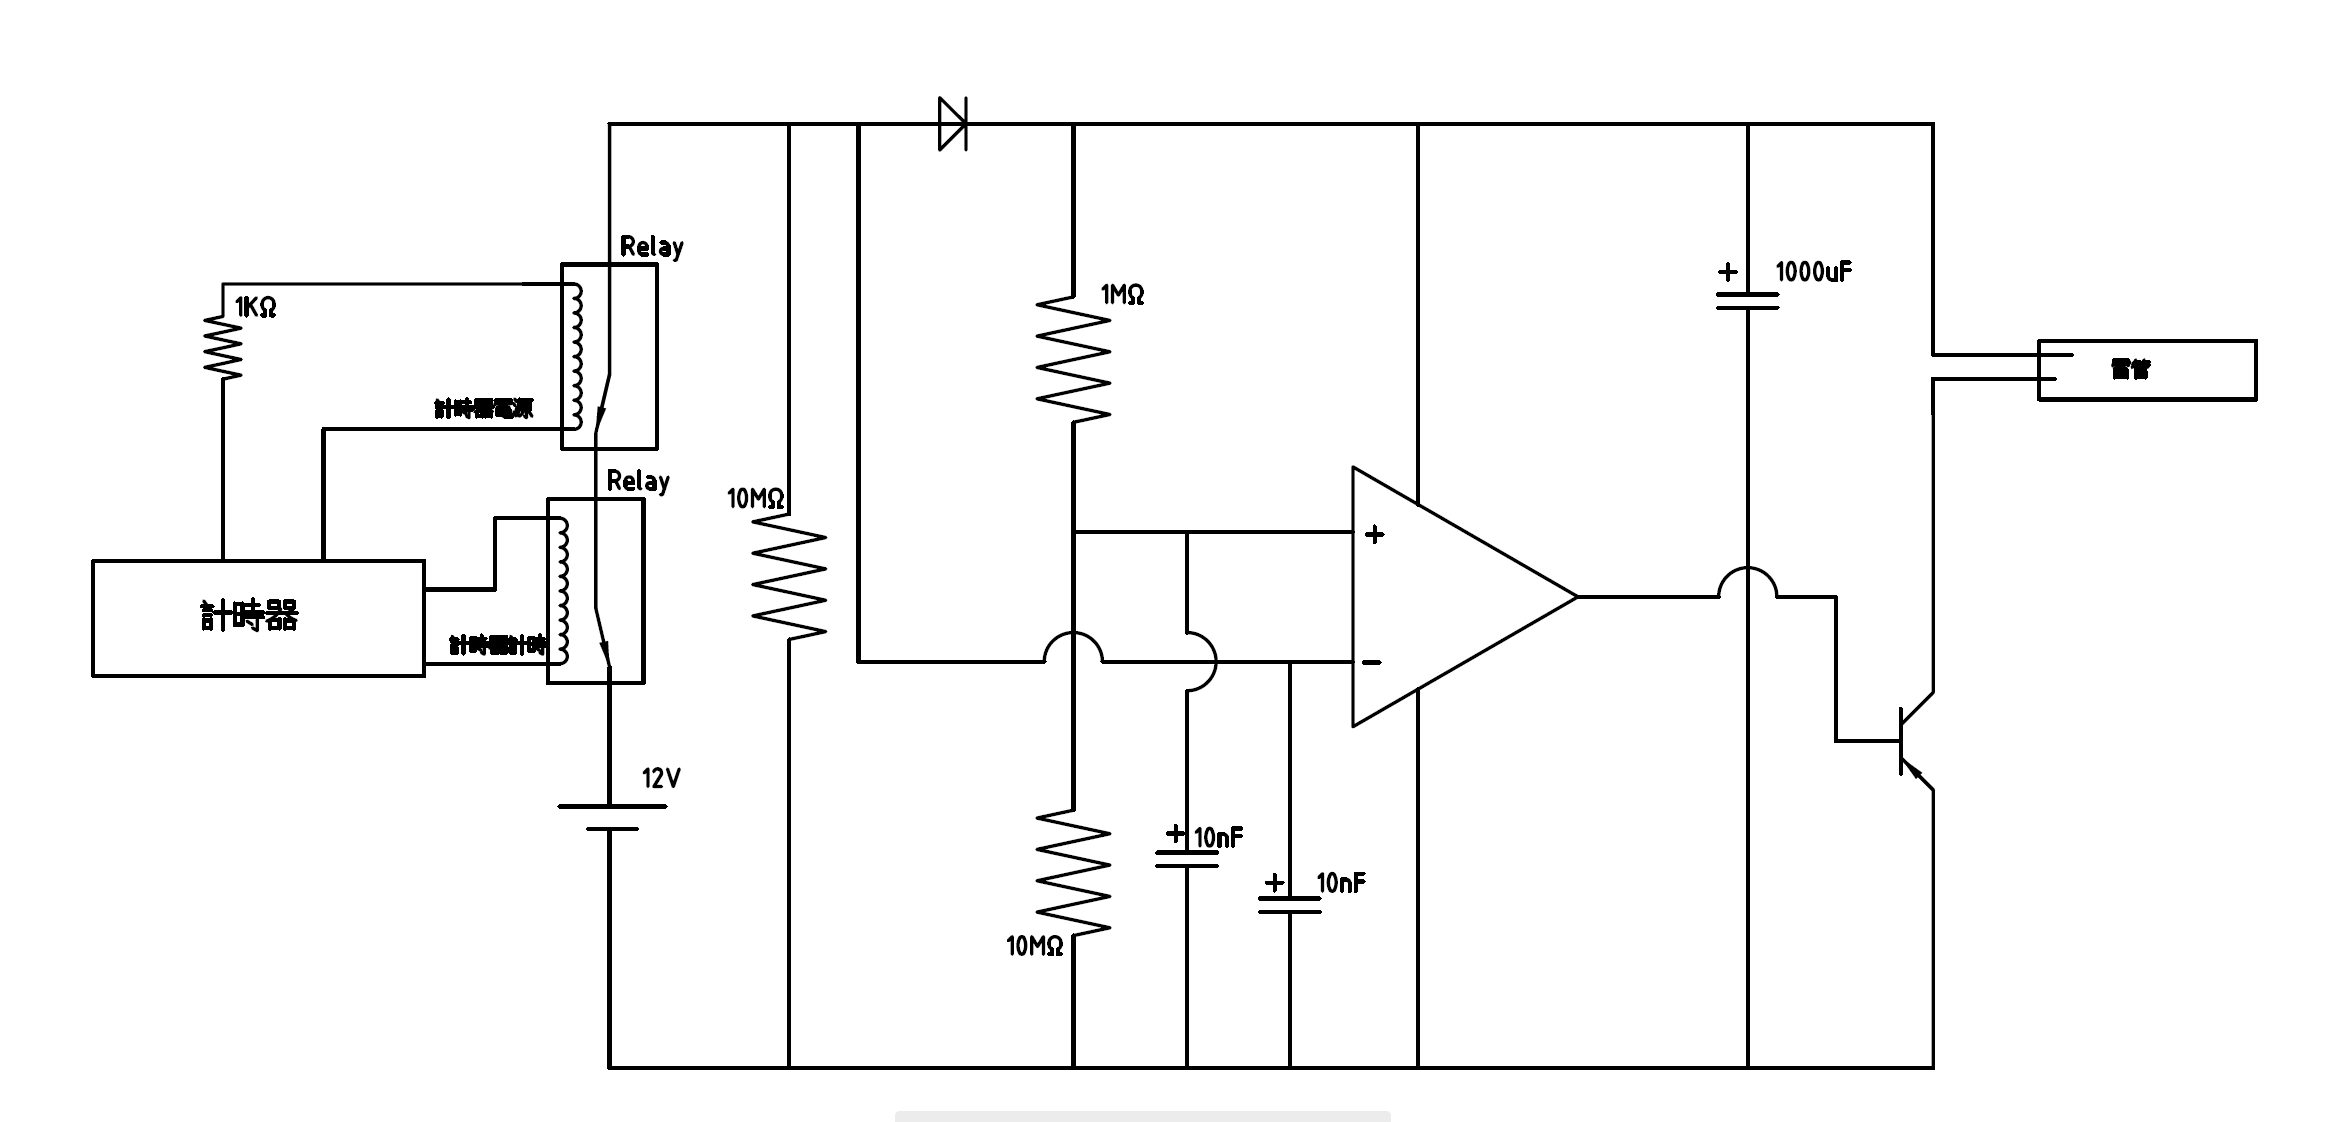 Relay
1KΩ
計時器電源
Relay
計時器
計時器計時
12V
10MΩ
1MΩ
10MΩ
+ 10nF
+ 10nF
+
−
+ 1000uF
雷管